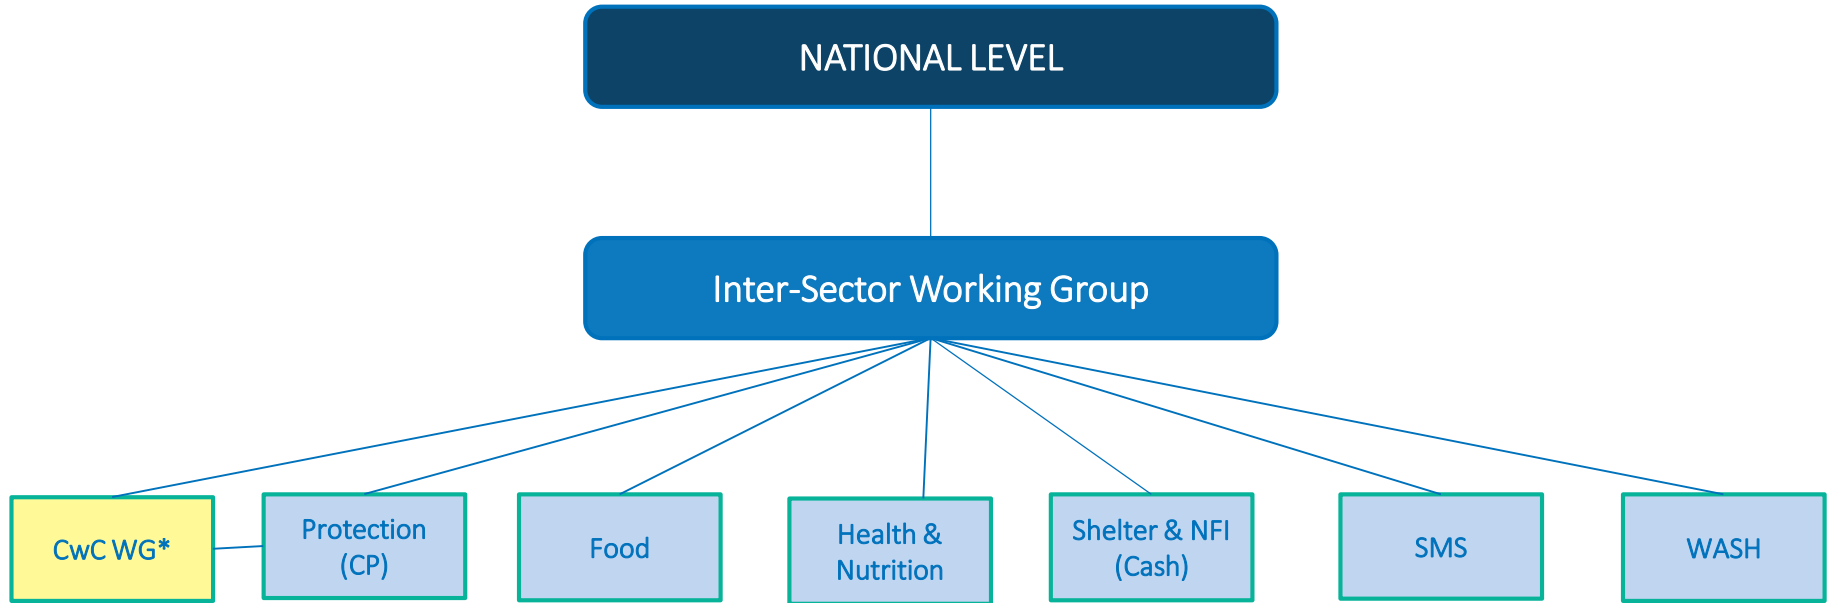 NATIONAL LEVEL
Inter-Sector Working Group
CwC WG*
Protection
(CP)
Food
Health &
Nutrition
Shelter & NFI
(Cash)
SMS
WASH